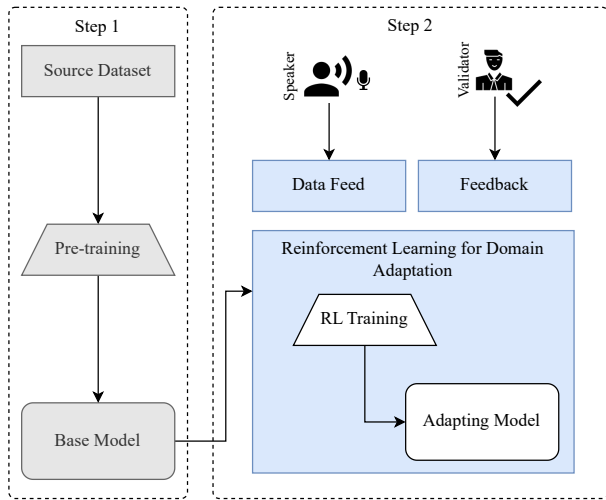 Step 1
Source Dataset
Pre-training
Base Model
Step 2
Speaker
Validator
Data Feed
Feedback
Reinforcement Learning for Domain
Adaptation
RL Training
Adapting Model